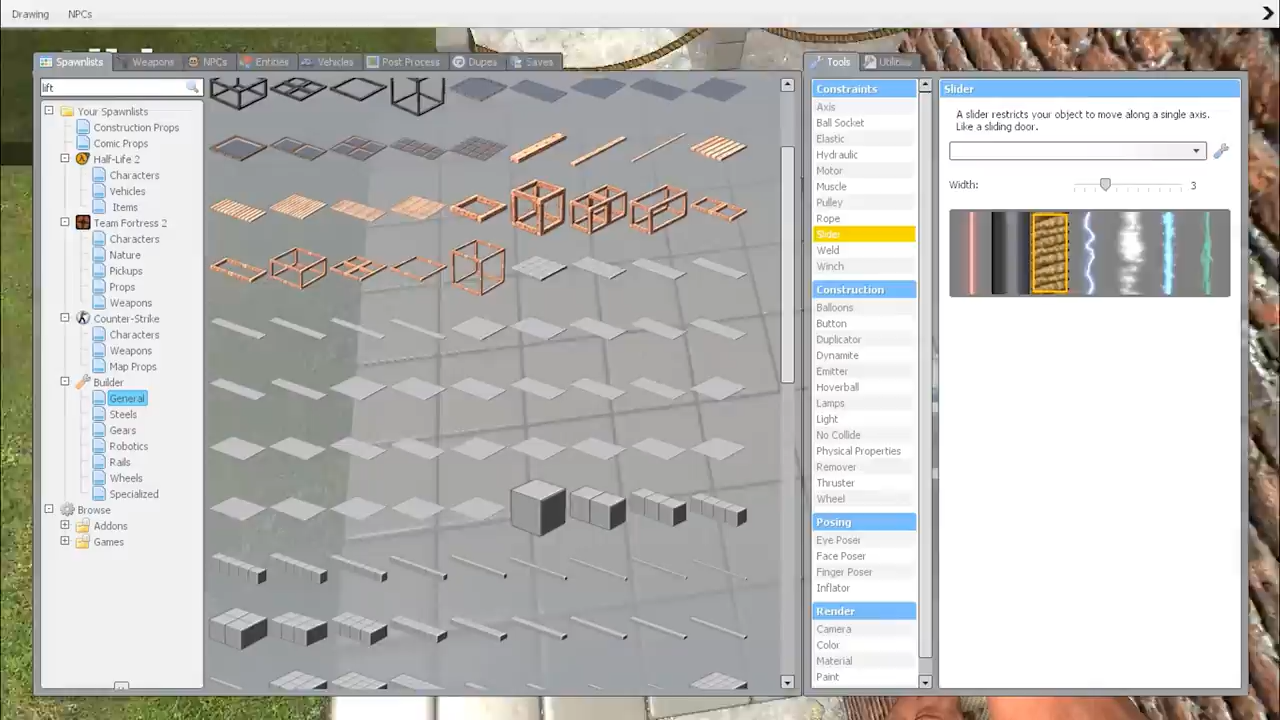 Drawing NPCs
Spawnlists Weapons NPCs Entities Vehicles Post Process Dupes Saves
lift
Your Spawnlists
Construction Props
Comic Props
Half-Life 2
Characters
Vehicles
Items
Team Fortress 2
Characters
Nature
Pickups
Props
Weapons
Counter-Strike
Characters
Weapons
Map Props
Builder
General
Steels
Gears
Robotics
Rails
Wheels
Specialized
Browse
Addons
Games
Tools Utilities
Constraints
Axis
Ball Socket
Elastic
Hydraulic
Motor
Muscle
Pulley
Rope
Slider
Weld
Winch
Construction
Balloons
Button
Duplicator
Dynamite
Emitter
Hoverball
Lamps
Light
No Collide
Physical Properties
Remover
Thruster
Wheel
Posing
Eye Poser
Face Poser
Finger Poser
Inflator
Render
Camera
Color
Material
Paint
Slider
A slider restricts your object to move along a single axis.
Like a sliding door.
Width: 3